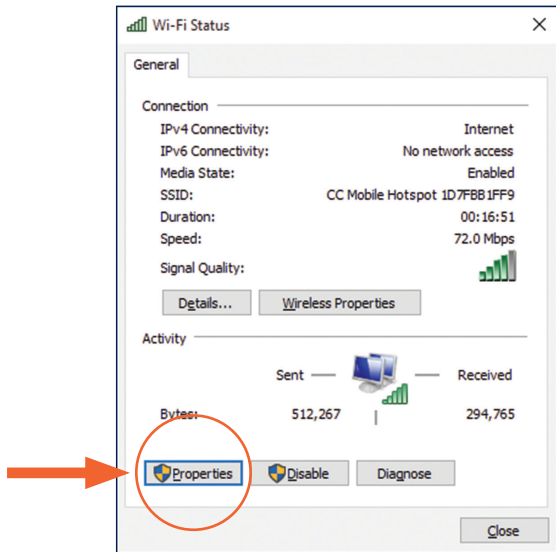 Wi-Fi Status
General
Connection
IPv4 Connectivity: Internet
IPv6 Connectivity: No network access
Media State: Enabled
SSID: CC Mobile Hotspot 1D7FBB1FF9
Duration: 00:16:51
Speed: 72.0 Mbps
Signal Quality:
Details... Wireless Properties
Activity
Sent Received
Bytes: 512,267 294,765
Properties Disable Diagnose
Close